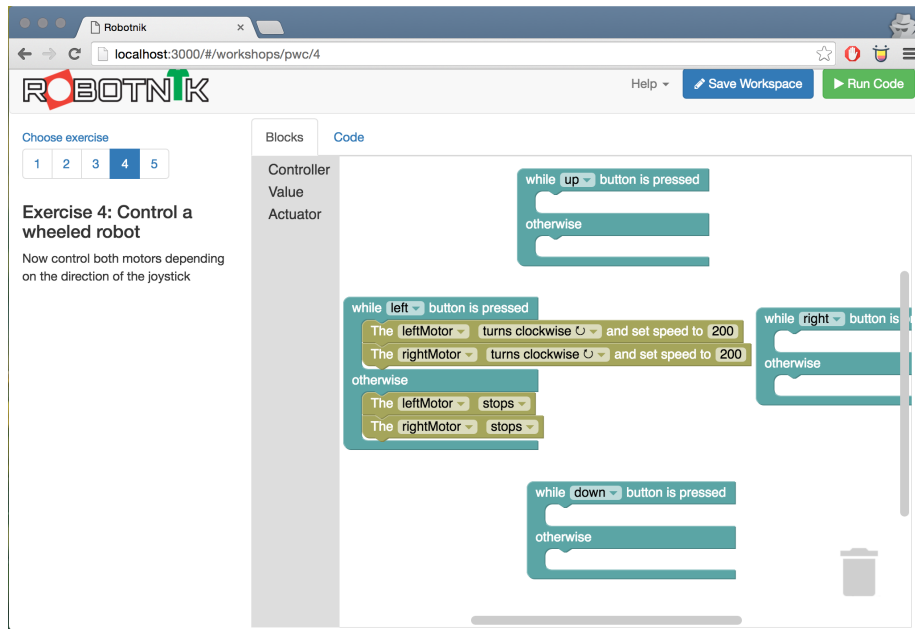 Robotnik
localhost:3000/#/workshops/pwc/4
ROBOTNIK
Help
Save Workspace
Run Code
Choose exercise
1 2 3 4 5
Exercise 4: Control a
wheeled robot
Now control both motors depending
on the direction of the joystick
Blocks
Code
Controller
Value
Actuator
while up button is pressed
otherwise
while left button is pressed
The leftMotor turns clockwise ↻ and set speed to 200
The rightMotor turns clockwise ↻ and set speed to 200
otherwise
The leftMotor stops
The rightMotor stops
while right button is
otherwise
while down button is pressed
otherwise